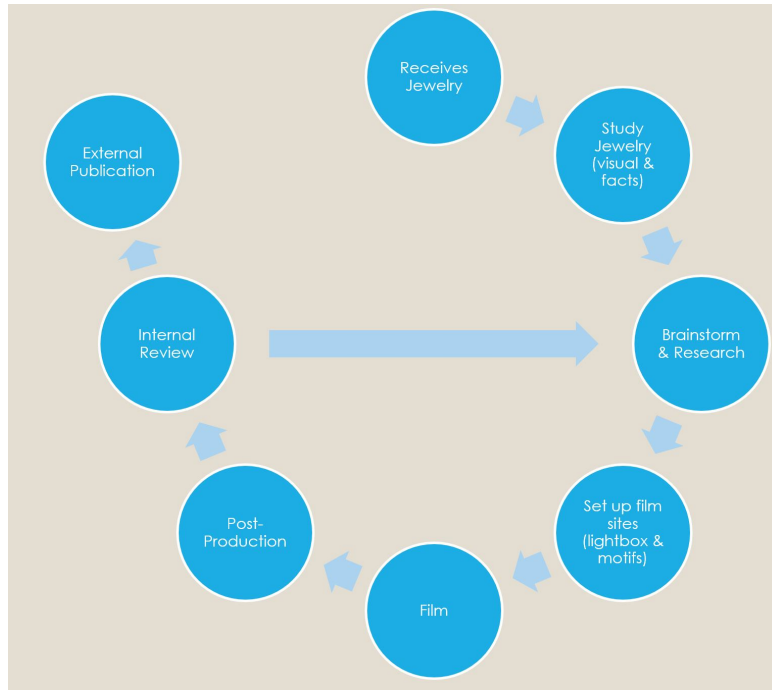 Receives
Jewelry
Study
Jewelry
(visual &
facts)
Brainstorm
& Research
Set up film
sites
(lightbox &
motifs)
Film
Post-
Production
Internal
Review
External
Publication